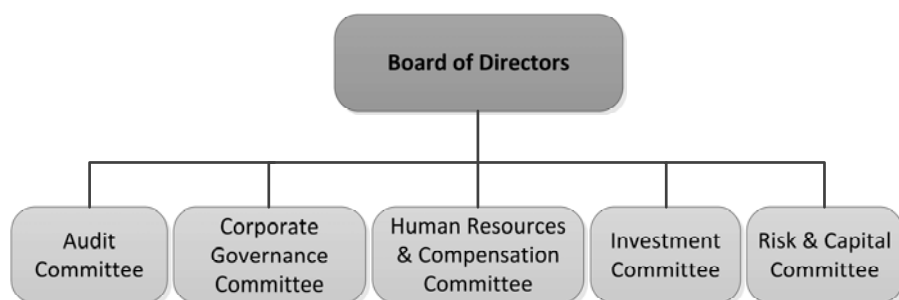 Board of Directors
Audit
Committee
Corporate
Governance
Committee
Human Resources
& Compensation
Committee
Investment
Committee
Risk & Capital
Committee